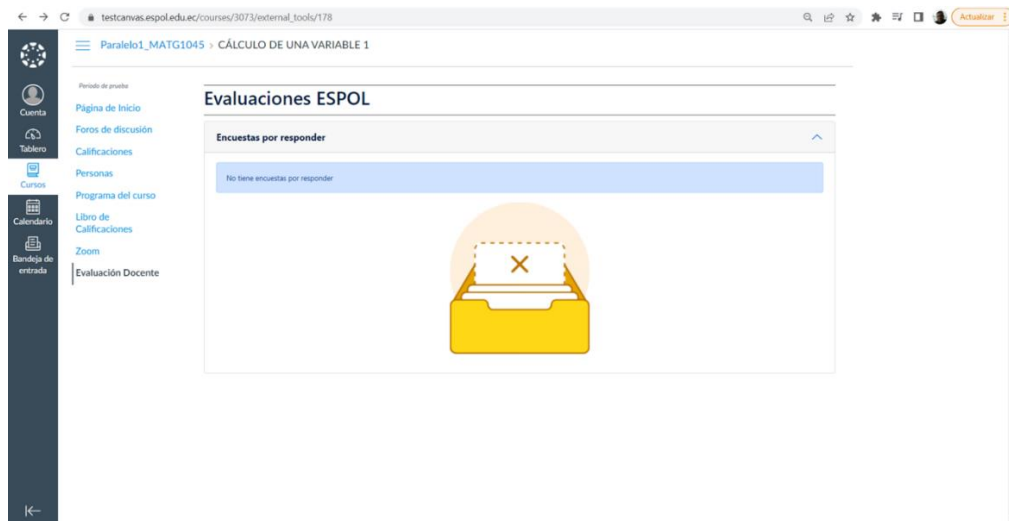 testcanvas.espol.edu.ec/courses/3073/external_tools/178
Actualizar
Paralelo1_MATG1045 > CÁLCULO DE UNA VARIABLE 1
Cuenta
Tablero
Cursos
Calendario
Bandeja de
entrada
Periodo de prueba
Página de Inicio
Foros de discusión
Calificaciones
Personas
Programa del curso
Libro de
Calificaciones
Zoom
Evaluación Docente
Evaluaciones ESPOL
Encuestas por responder
No tiene encuestas por responder